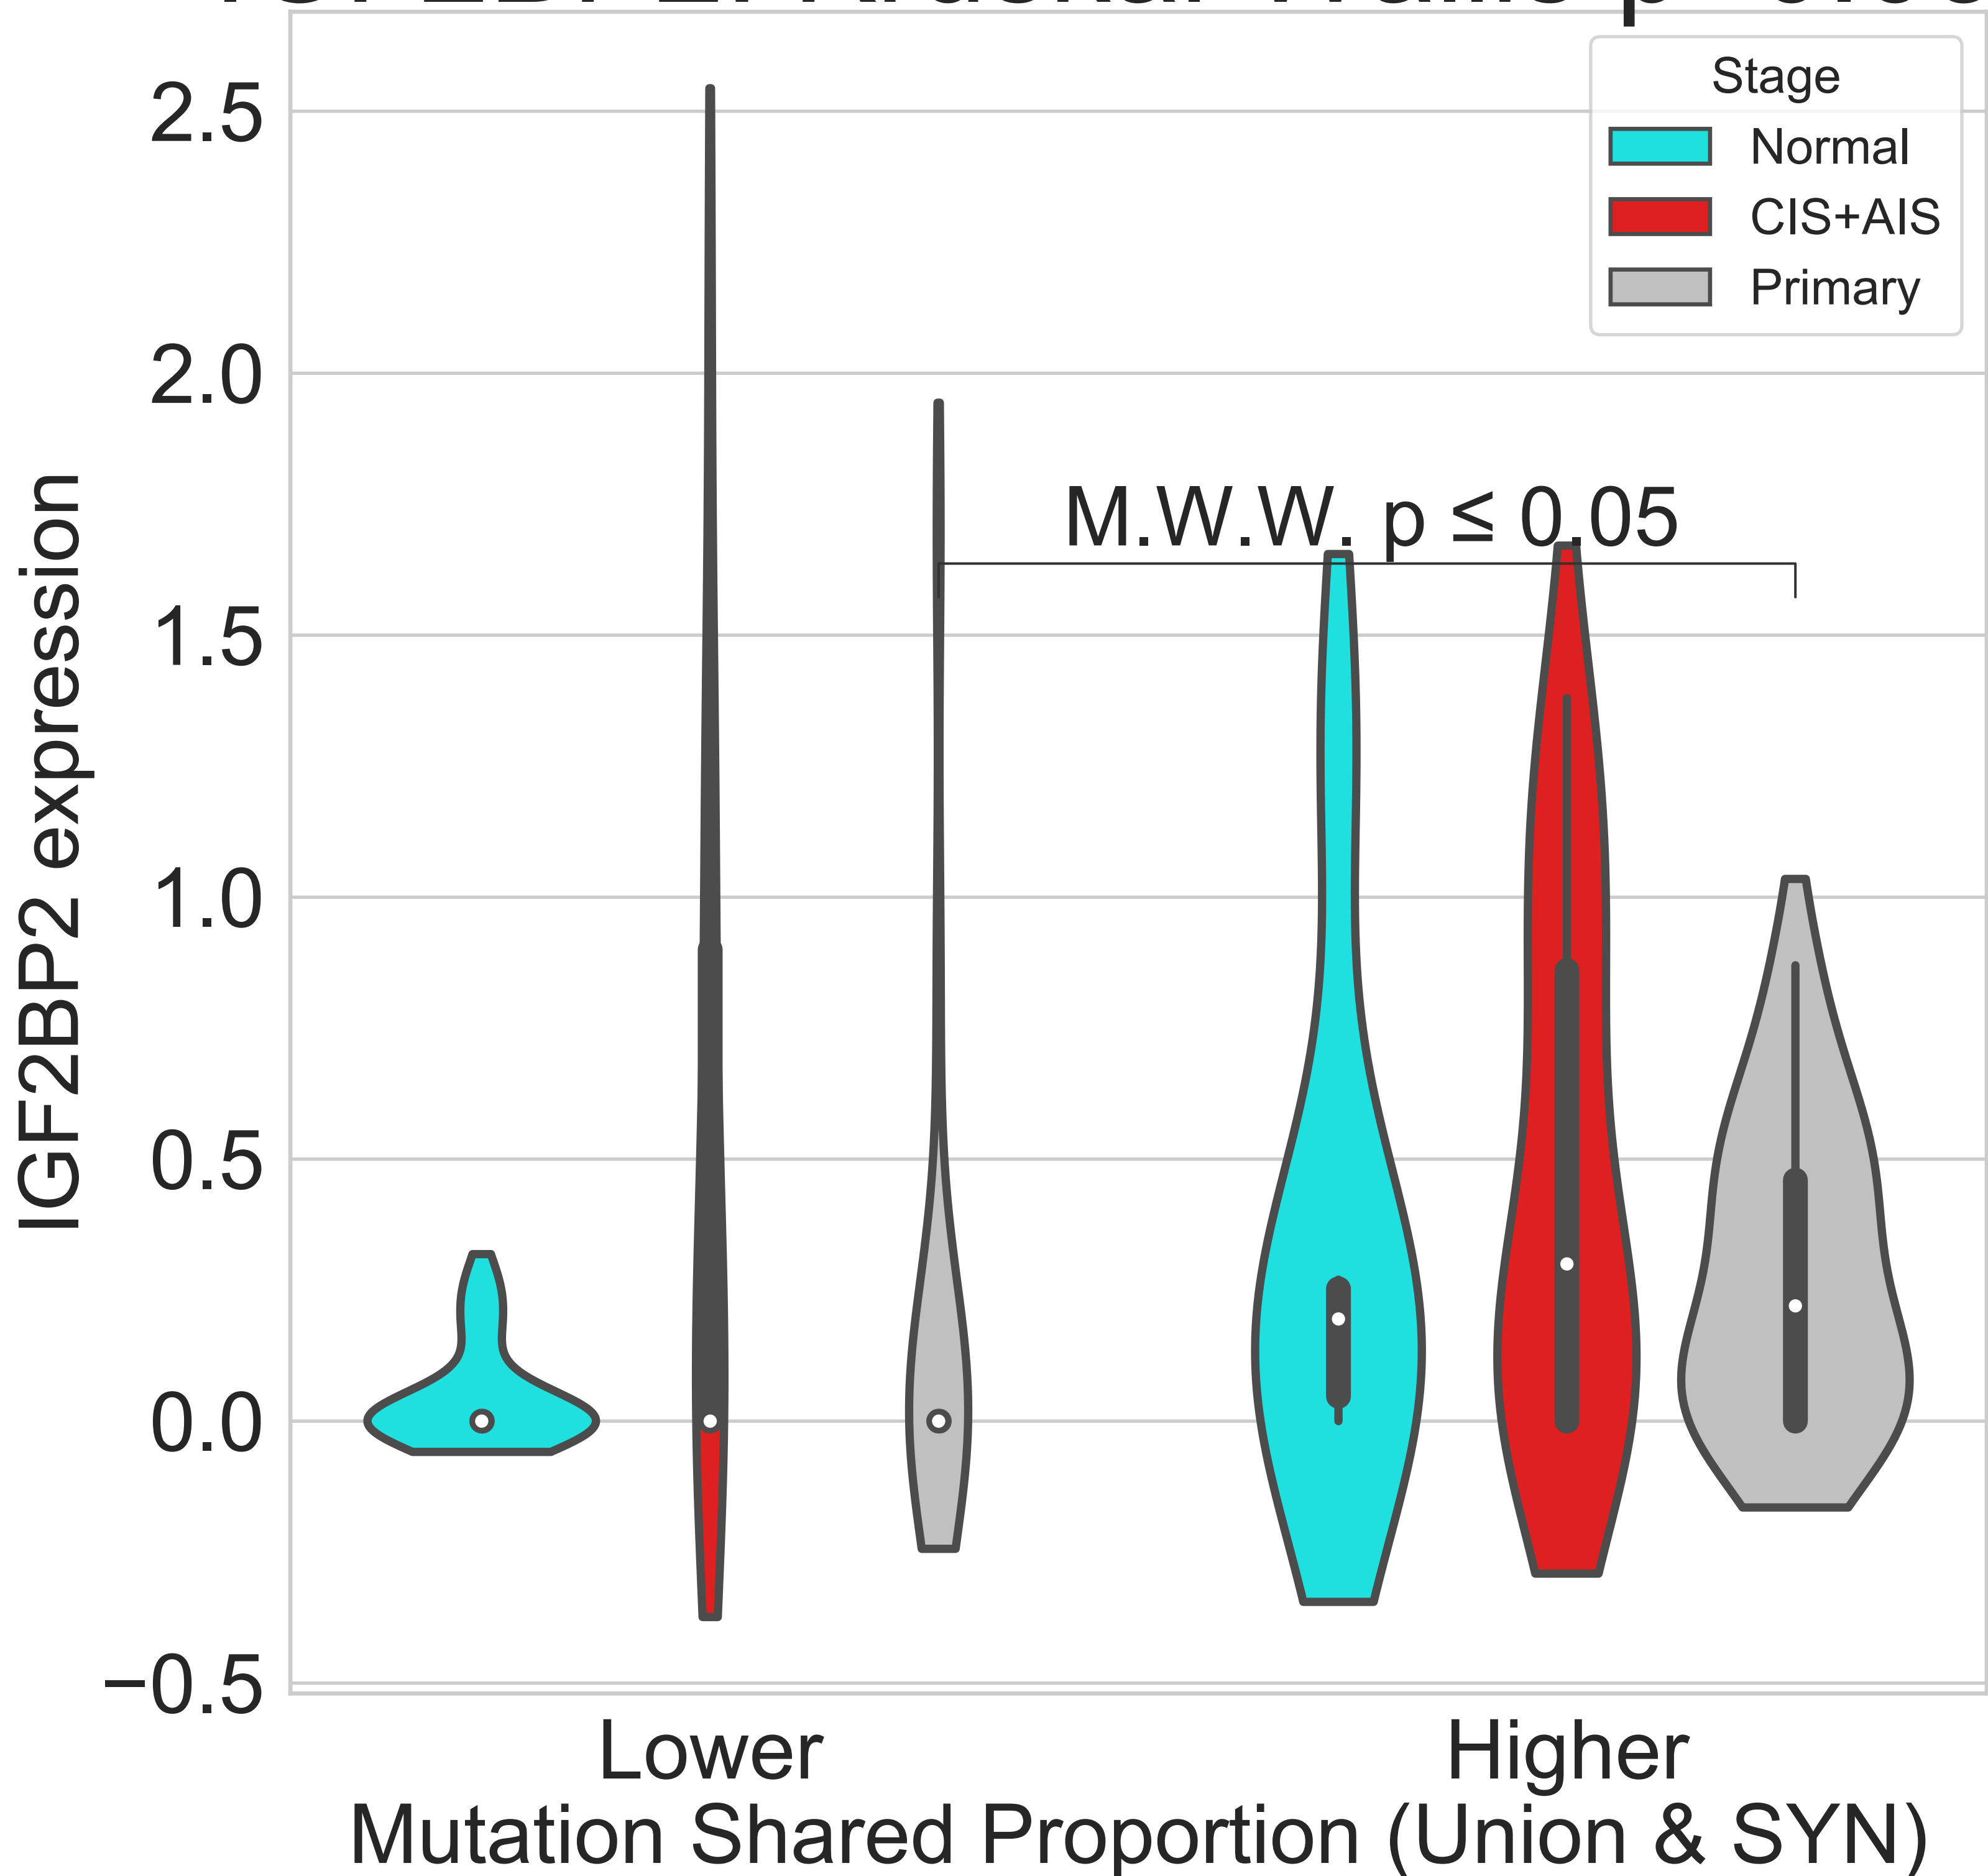 Stage
Normal
CIS+AIS
Primary
M.W.W. p ≤ 0.05
2.5
2.0
1.5
1.0
0.5
0.0
−0.5
IGF2BP2 expression
Lower
Higher
Mutation Shared Proportion (Union & SYN)